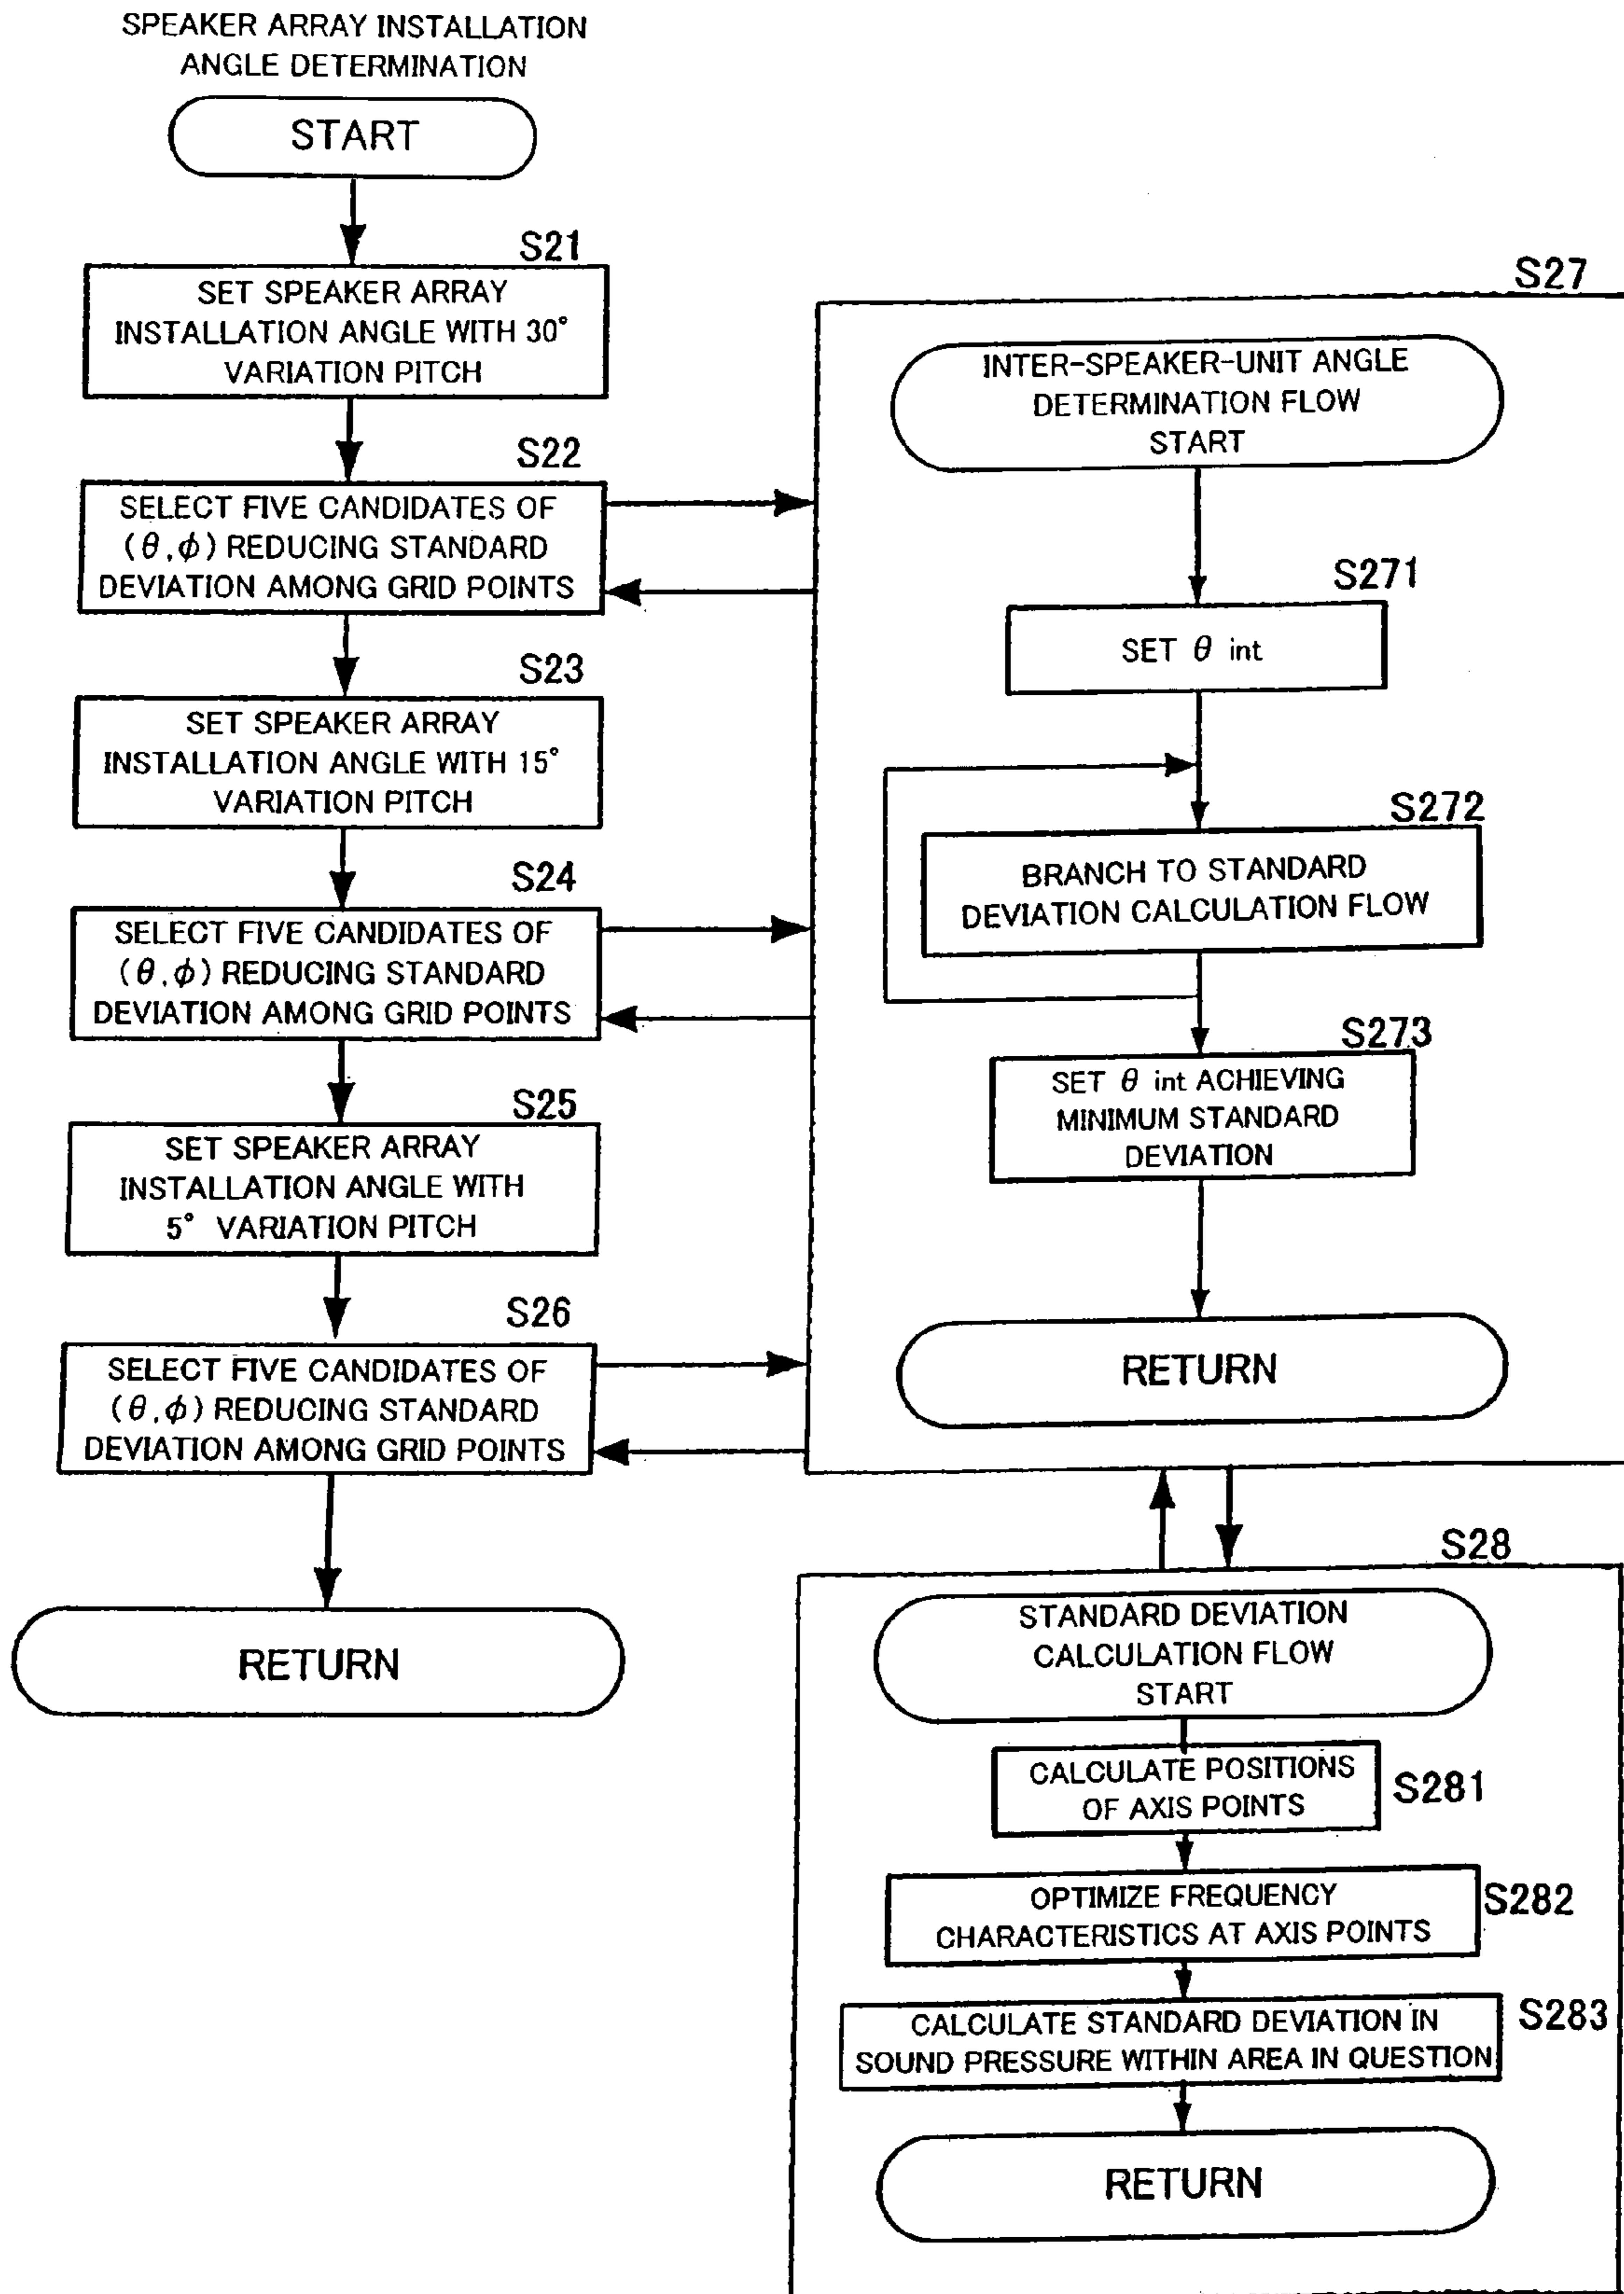 SPEAKER ARRAY INSTALLATION
ANGLE DETERMINATION
START
S21
SET SPEAKER ARRAY
INSTALLATION ANGLE WITH 30°
VARIATION PITCH
S22
SELECT FIVE CANDIDATES OF
(θ,φ) REDUCING STANDARD
DEVIATION AMONG GRID POINTS
S23
SET SPEAKER ARRAY
INSTALLATION ANGLE WITH 15°
VARIATION PITCH
S24
SELECT FIVE CANDIDATES OF
(θ,φ) REDUCING STANDARD
DEVIATION AMONG GRID POINTS
S25
SET SPEAKER ARRAY
INSTALLATION ANGLE WITH
5° VARIATION PITCH
S26
SELECT FIVE CANDIDATES OF
(θ,φ) REDUCING STANDARD
DEVIATION AMONG GRID POINTS
RETURN
S27
INTER-SPEAKER-UNIT ANGLE
DETERMINATION FLOW
START
S271
SET θ int
S272
BRANCH TO STANDARD
DEVIATION CALCULATION FLOW
S273
SET θ int ACHIEVING
MINIMUM STANDARD
DEVIATION
RETURN
S28
STANDARD DEVIATION
CALCULATION FLOW
START
CALCULATE POSITIONS
OF AXIS POINTS
S281
OPTIMIZE FREQUENCY
CHARACTERISTICS AT AXIS POINTS
S282
CALCULATE STANDARD DEVIATION IN
SOUND PRESSURE WITHIN AREA IN QUESTION
S283
RETURN